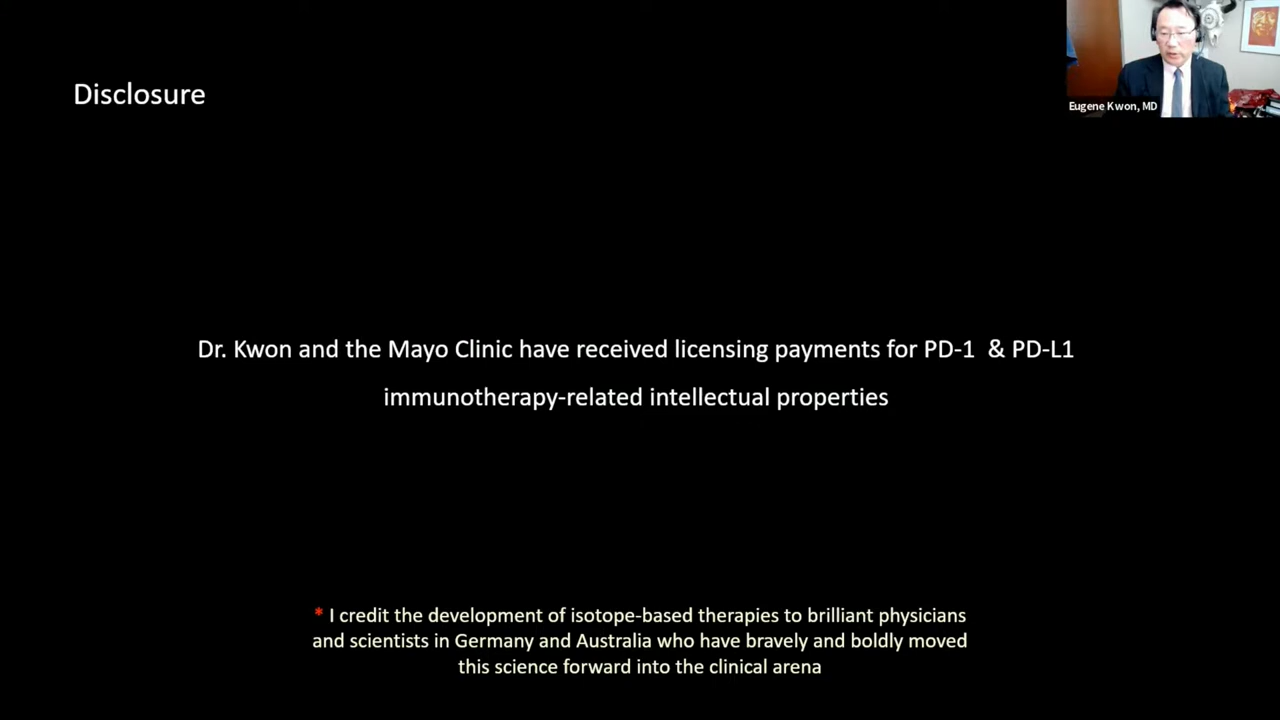 Disclosure
Eugene Kwon, MD
Dr. Kwon and the Mayo Clinic have received licensing payments for PD-1 & PD-L1
immunotherapy-related intellectual properties
* I credit the development of isotope-based therapies to brilliant physicians
and scientists in Germany and Australia who have bravely and boldly moved
this science forward into the clinical arena